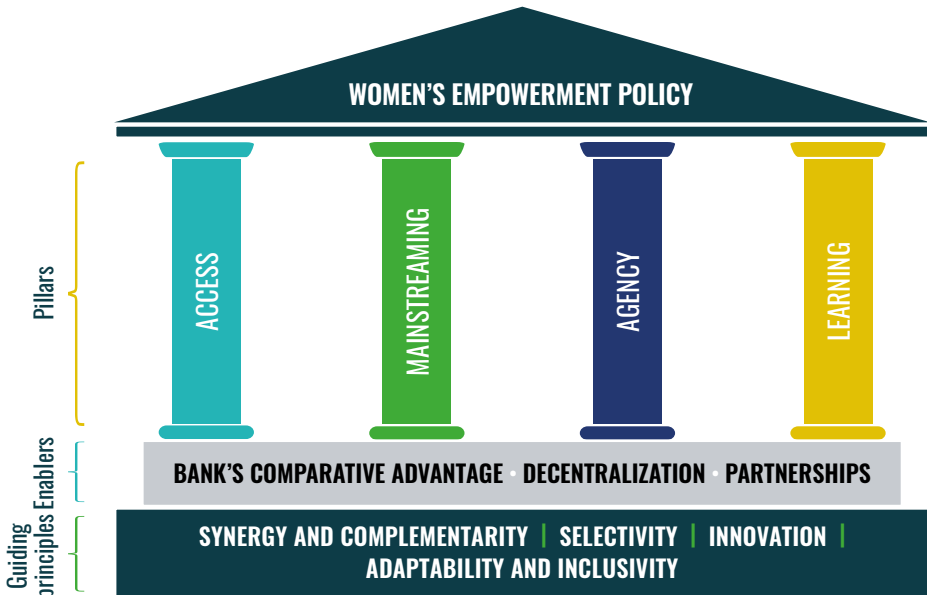 WOMEN'S EMPOWERMENT POLICY
Pillars
ACCESS
MAINSTREAMING
AGENCY
LEARNING
Enablers
BANK'S COMPARATIVE ADVANTAGE · DECENTRALIZATION · PARTNERSHIPS
Guiding
principles
SYNERGY AND COMPLEMENTARITY | SELECTIVITY | INNOVATION |
ADAPTABILITY AND INCLUSIVITY